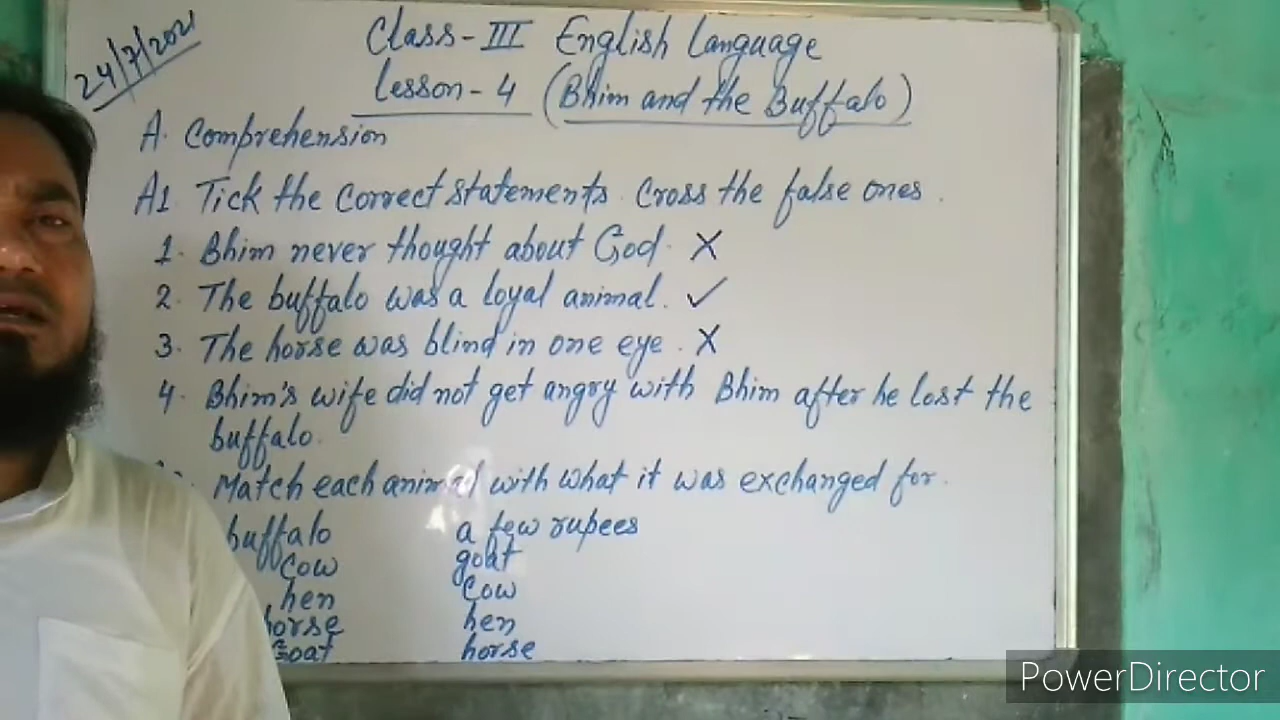 24/7/2021
Class-III English Language
Lesson-4 (Bhim and the Buffalo)
A. Comprehension
A1 Tick the correct statements. Cross the false ones.
1. Bhim never thought about God. X
2. The buffalo was a loyal animal. ✓
3. The horse was blind in one eye. X
4. Bhim's wife did not get angry with Bhim after he lost the
buffalo.
Match each animal with what it was exchanged for.
buffalo a few rupees
cow goat
hen cow
horse hen
Goat horse
PowerDirector